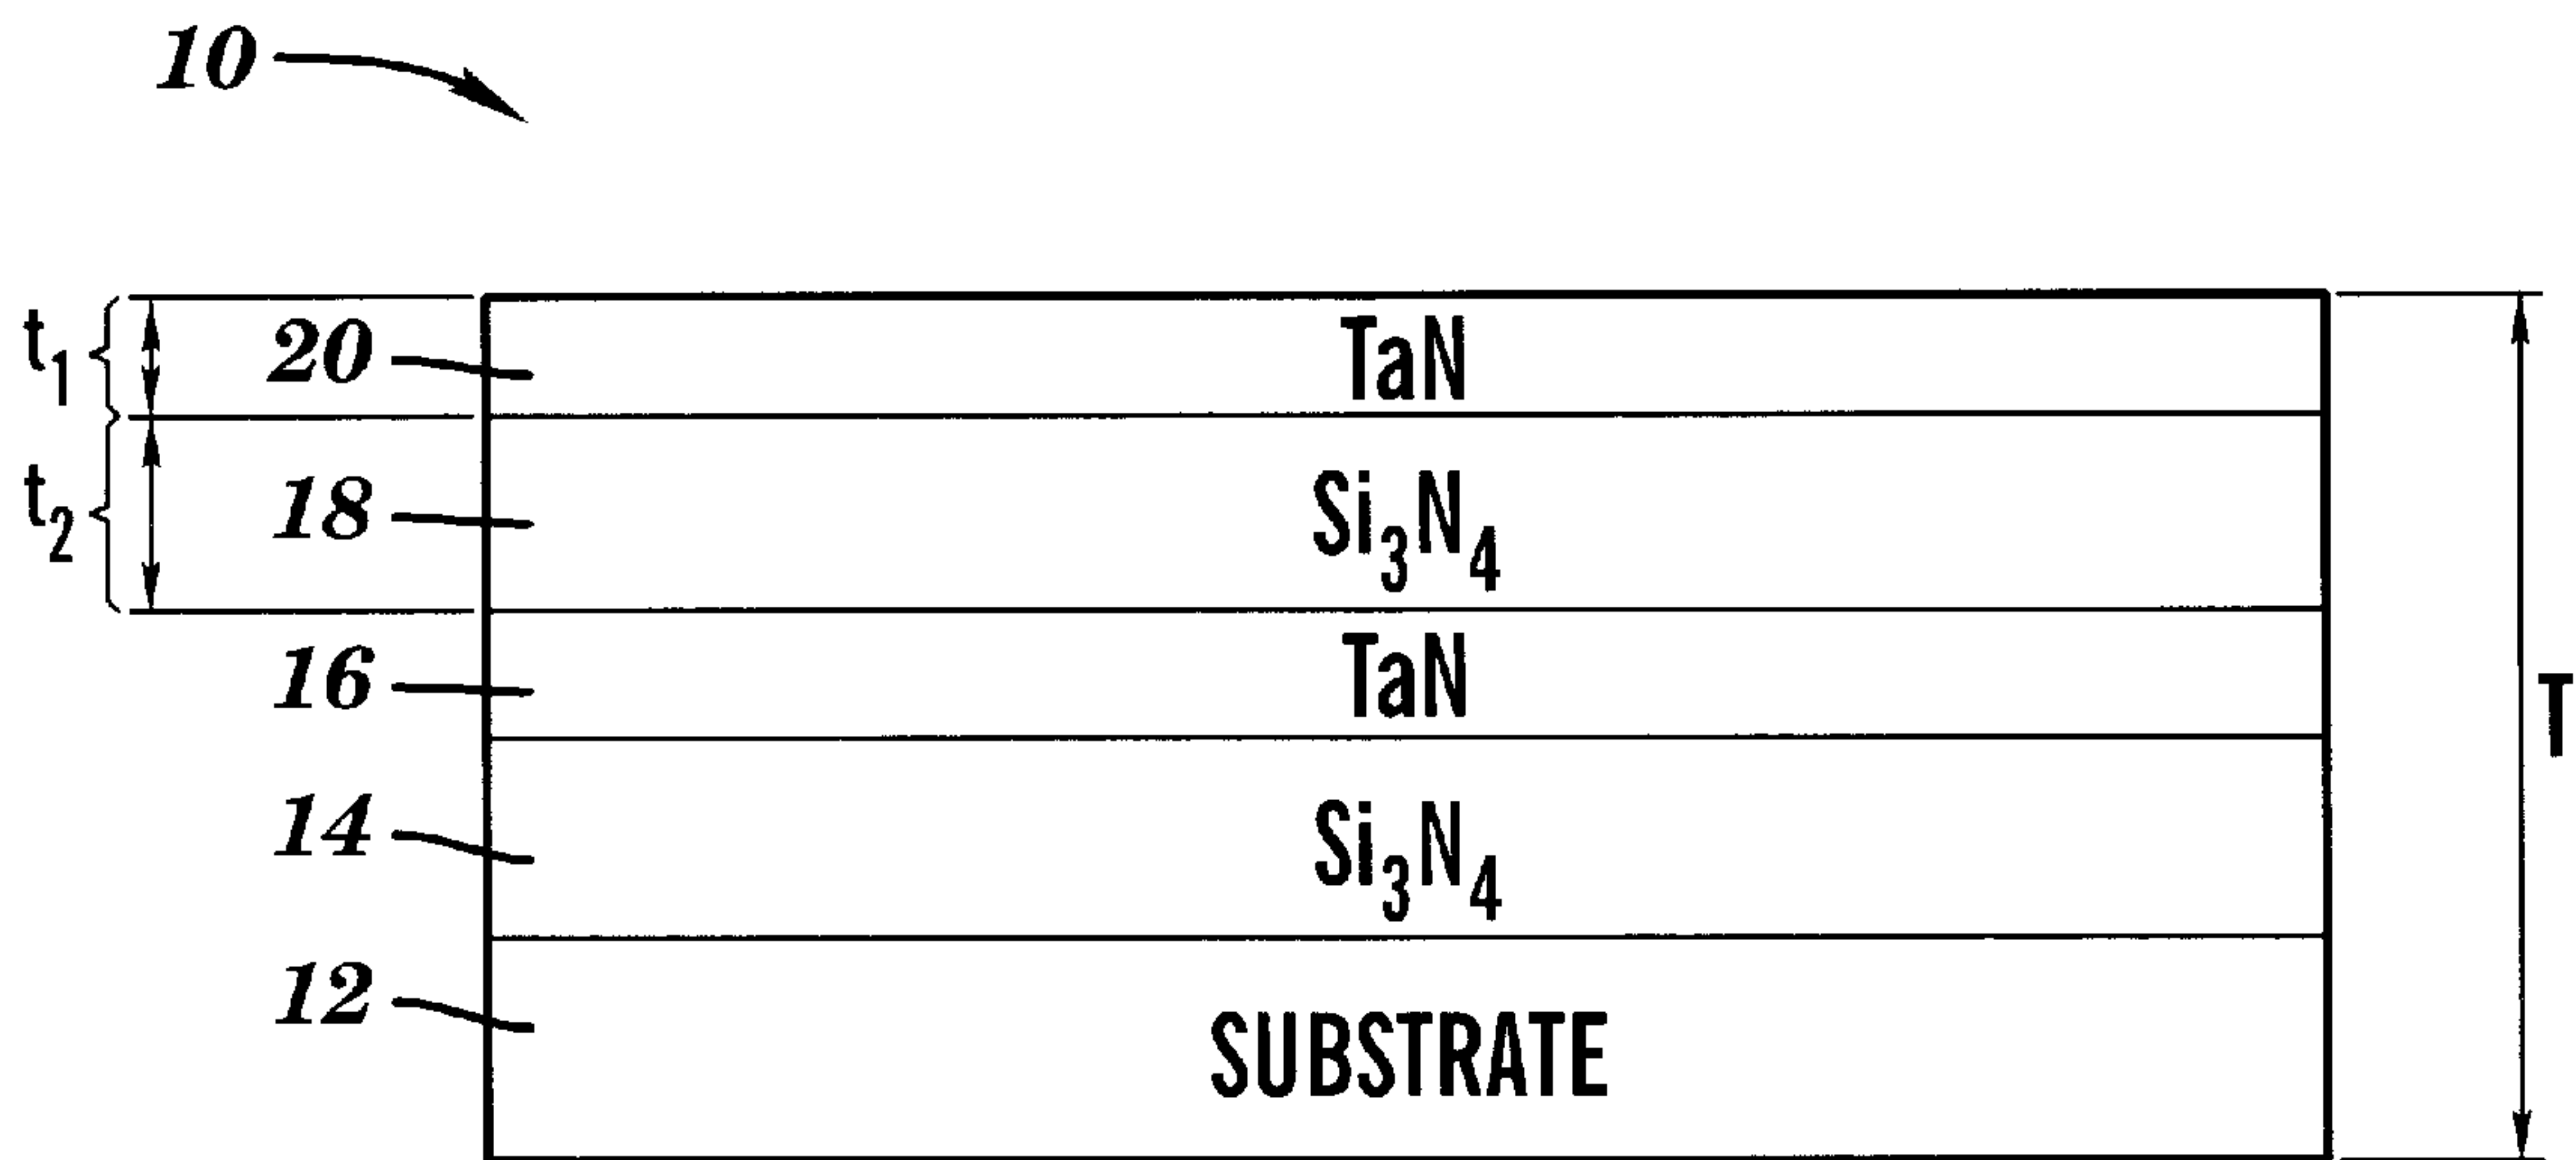 10
t₁ 20 TaN
t₂ 18 Si₃N₄
16 TaN
T
14 Si₃N₄
12 SUBSTRATE